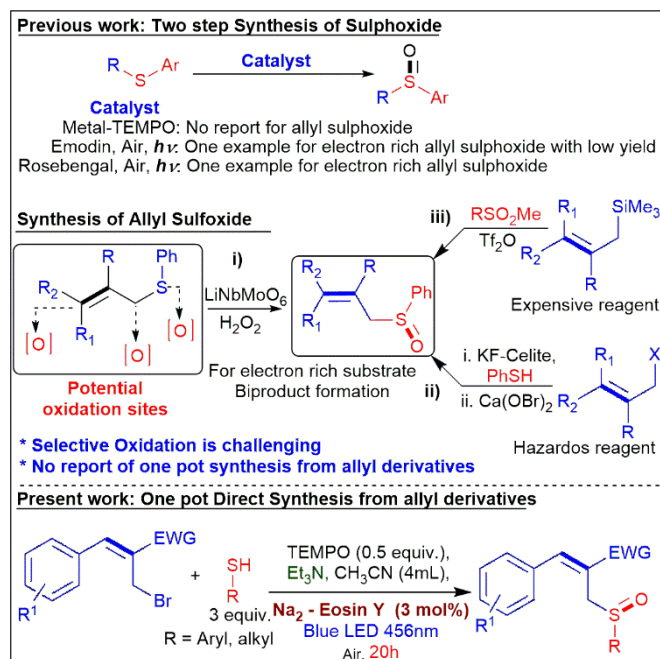 Previous work: Two step Synthesis of Sulphoxide
R S Ar
Catalyst
O
R S Ar
Catalyst
Metal-TEMPO: No report for allyl sulphoxide
Emodin, Air, hν: One example for electron rich allyl sulphoxide with low yield
Rosebengal, Air, hν: One example for electron rich allyl sulphoxide
Synthesis of Allyl Sulfoxide
R Ph
R2 S
R1
[O] [O] [O]
Potential
oxidation sites
i)
LiNbMoO6
H2O2
R2 R
R1 Ph
S
O
For electron rich substrate
Biproduct formation
iii)
RSO2Me
Tf2O
R1 SiMe3
R2
R
Expensive reagent
ii)
i. KF-Celite,
PhSH
ii. Ca(OBr)2
R1 X
R2
R
Hazardos reagent
* Selective Oxidation is challenging
* No report of one pot synthesis from allyl derivatives
Present work: One pot Direct Synthesis from allyl derivatives
EWG
Br
R1
+
SH
R
3 equiv.
R = Aryl, alkyl
TEMPO (0.5 equiv.),
Et3N, CH3CN (4mL),
Na2 - Eosin Y (3 mol%)
Blue LED 456nm
Air, 20h
EWG
R1
S O
R